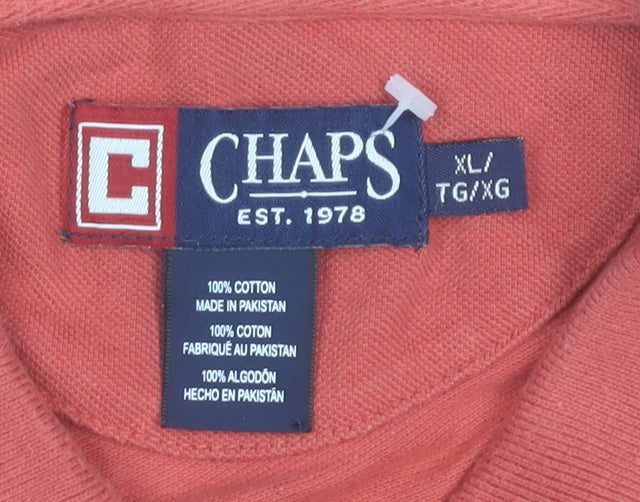 C
CHAPS
EST. 1978
XL/
TG/XG
100% COTTON
MADE IN PAKISTAN
100% COTON
FABRIQUÉ AU PAKISTAN
100% ALGODÓN
HECHO EN PAKISTÁN